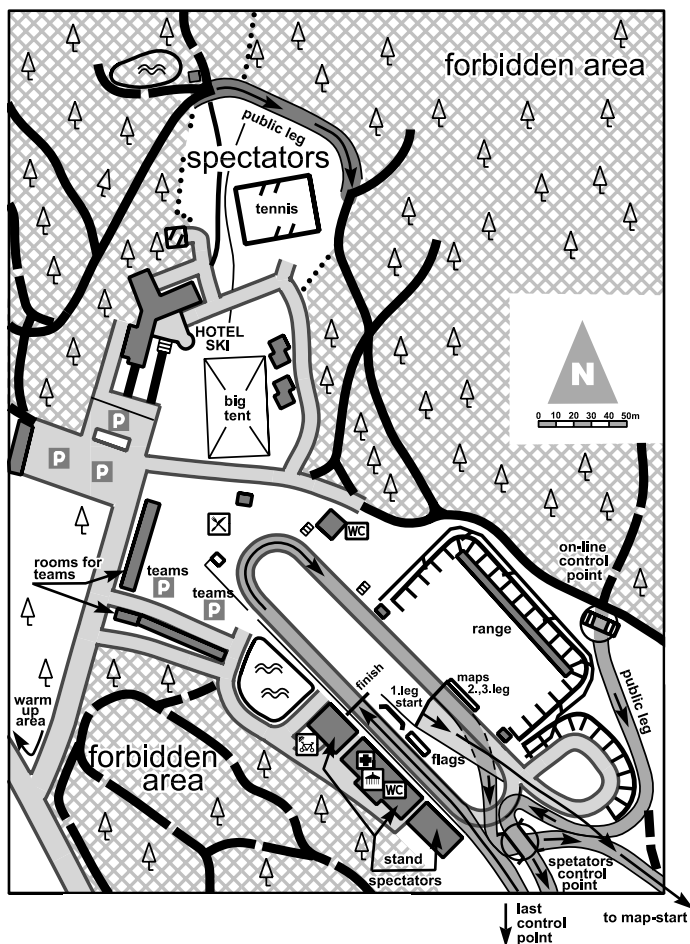 forbidden area
public leg
spectators
tennis
HOTEL
SKI
N
0 10 20 30 40 50m
big
tent
P
P
P
WC
on-line
control
point
rooms for
teams
teams
P
teams
P
range
finish
1.leg
start
maps
2.,3.leg
public leg
warm
up
area
forbidden
area
flags
WC
stand
spectators
spetators
control
point
last
control
point
to map-start